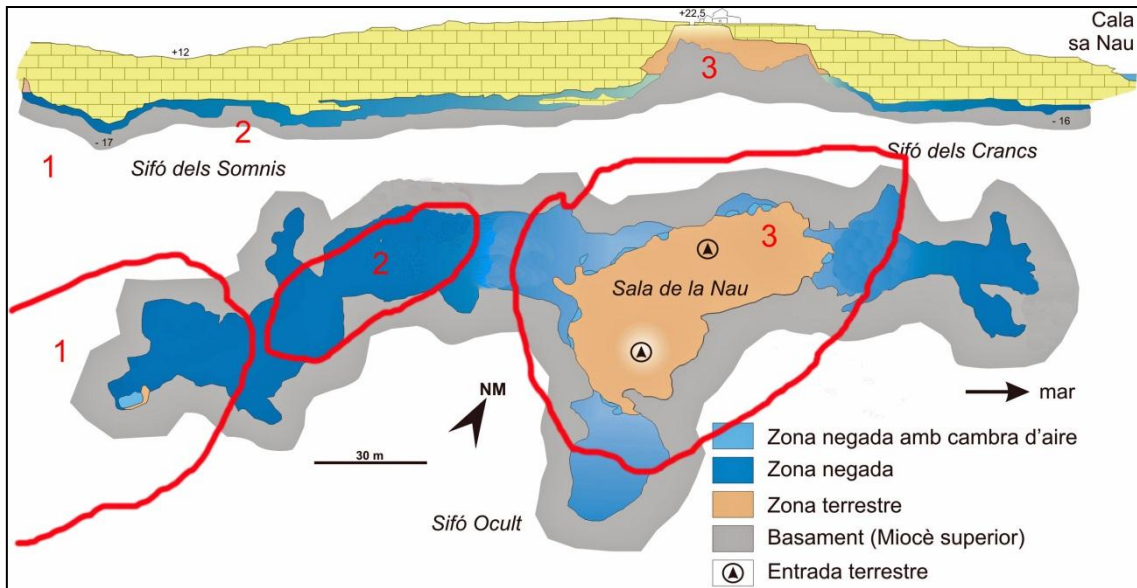 +22,5
Cala
sa Nau
+12
3
2
- 17
- 16
1
Sifó dels Somnis
Sifó dels Crancs
2
3
Sala de la Nau
1
NM
mar
30 m
Zona negada amb cambra d'aire
Zona negada
Zona terrestre
Sifó Ocult
Basament (Miocè superior)
Entrada terrestre